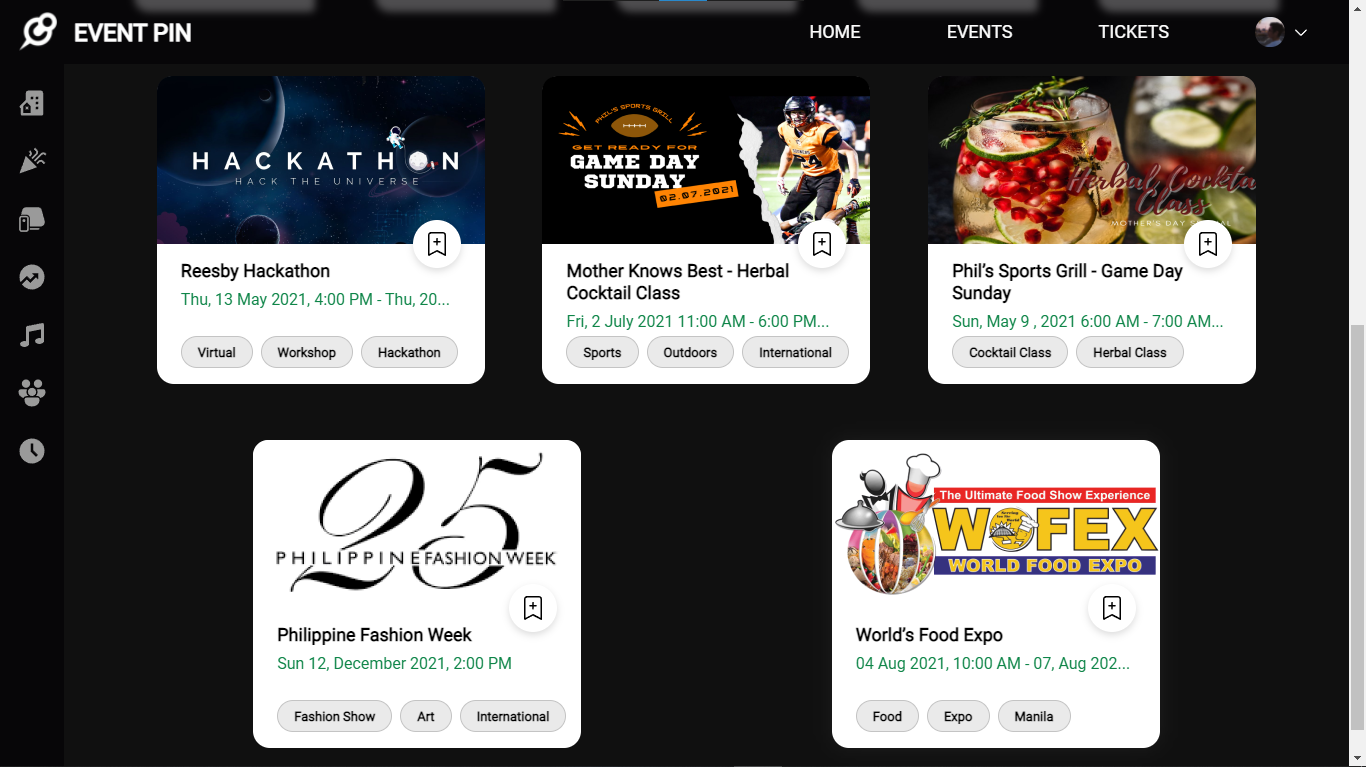 EVENT PIN
HOME
EVENTS
TICKETS
HACKATHON
HACK THE UNIVERSE
Reesby Hackathon
Thu, 13 May 2021, 4:00 PM - Thu, 20...
Virtual
Workshop
Hackathon
PHIL'S SPORTS GRILL
GET READY FOR
GAME DAY
SUNDAY
02.07.2021
Mother Knows Best - Herbal
Cocktail Class
Fri, 2 July 2021 11:00 AM - 6:00 PM...
Sports
Outdoors
International
Herbal Cockta
Class
MOTHER'S DAY SPECIAL
Phil’s Sports Grill - Game Day
Sunday
Sun, May 9 , 2021 6:00 AM - 7:00 AM...
Cocktail Class
Herbal Class
25
PHILIPPINE FASHION WEEK
Philippine Fashion Week
Sun 12, December 2021, 2:00 PM
Fashion Show
Art
International
The Ultimate Food Show Experience
WOFEX
WORLD FOOD EXPO
World’s Food Expo
04 Aug 2021, 10:00 AM - 07, Aug 202...
Food
Expo
Manila